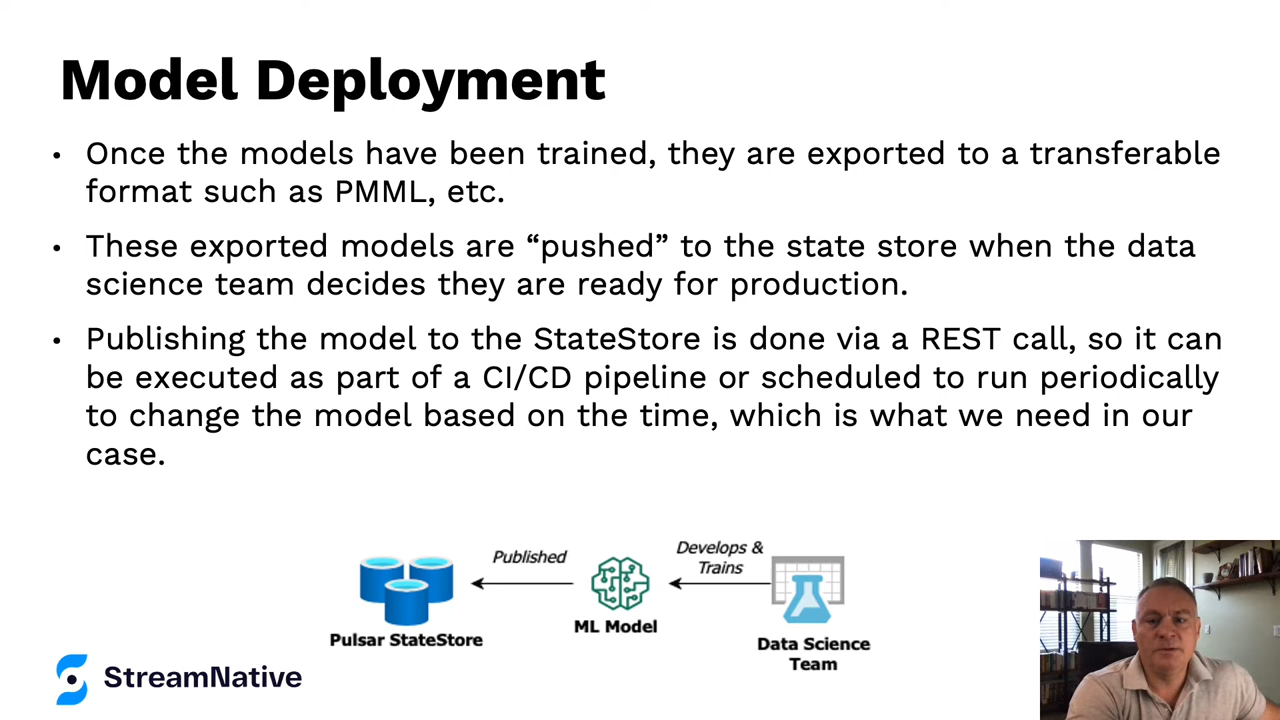 Model Deployment
• Once the models have been trained, they are exported to a transferable
format such as PMML, etc.
• These exported models are “pushed” to the state store when the data
science team decides they are ready for production.
• Publishing the model to the StateStore is done via a REST call, so it can
be executed as part of a CI/CD pipeline or scheduled to run periodically
to change the model based on the time, which is what we need in our
case.
Published
Develops &
Trains
Pulsar StateStore
ML Model
Data Science
Team
StreamNative